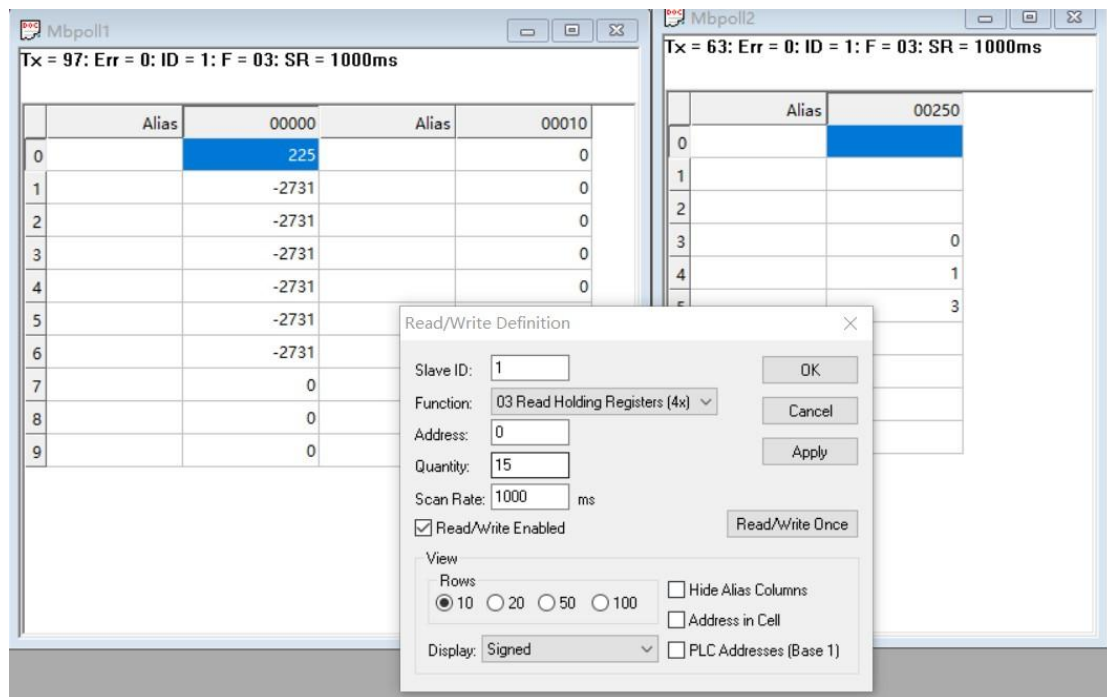 Mbpoll1
Tx = 97: Err = 0: ID = 1: F = 03: SR = 1000ms
Alias 00000 Alias 00010
0 225 0
1 -2731 0
2 -2731 0
3 -2731 0
4 -2731 0
5 -2731
6 -2731
7 0
8 0
9 0
Mbpoll2
Tx = 63: Err = 0: ID = 1: F = 03: SR = 1000ms
Alias 00250
0
1
2
3 0
4 1
3
Read/Write Definition
Slave ID: 1
OK
Function: 03 Read Holding Registers (4x)
Cancel
Address: 0
Quantity: 15
Apply
Scan Rate: 1000 ms
Read/Write Enabled
Read/Write Once
View
Rows
10 20 50 100
Hide Alias Columns
Address in Cell
Display: Signed
PLC Addresses (Base 1)